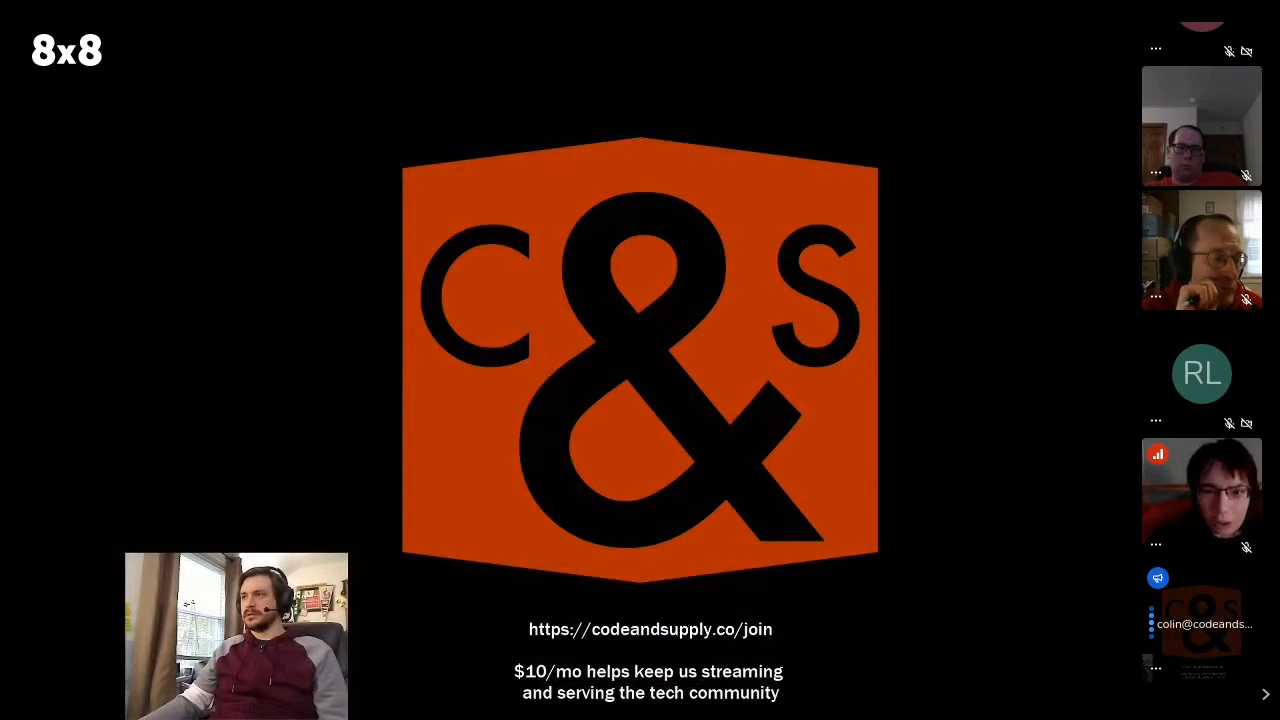 8x8
C & S
RL
C & S
colin@codeands...
https://codeandsupply.co/join
$10/mo helps keep us streaming
and serving the tech community